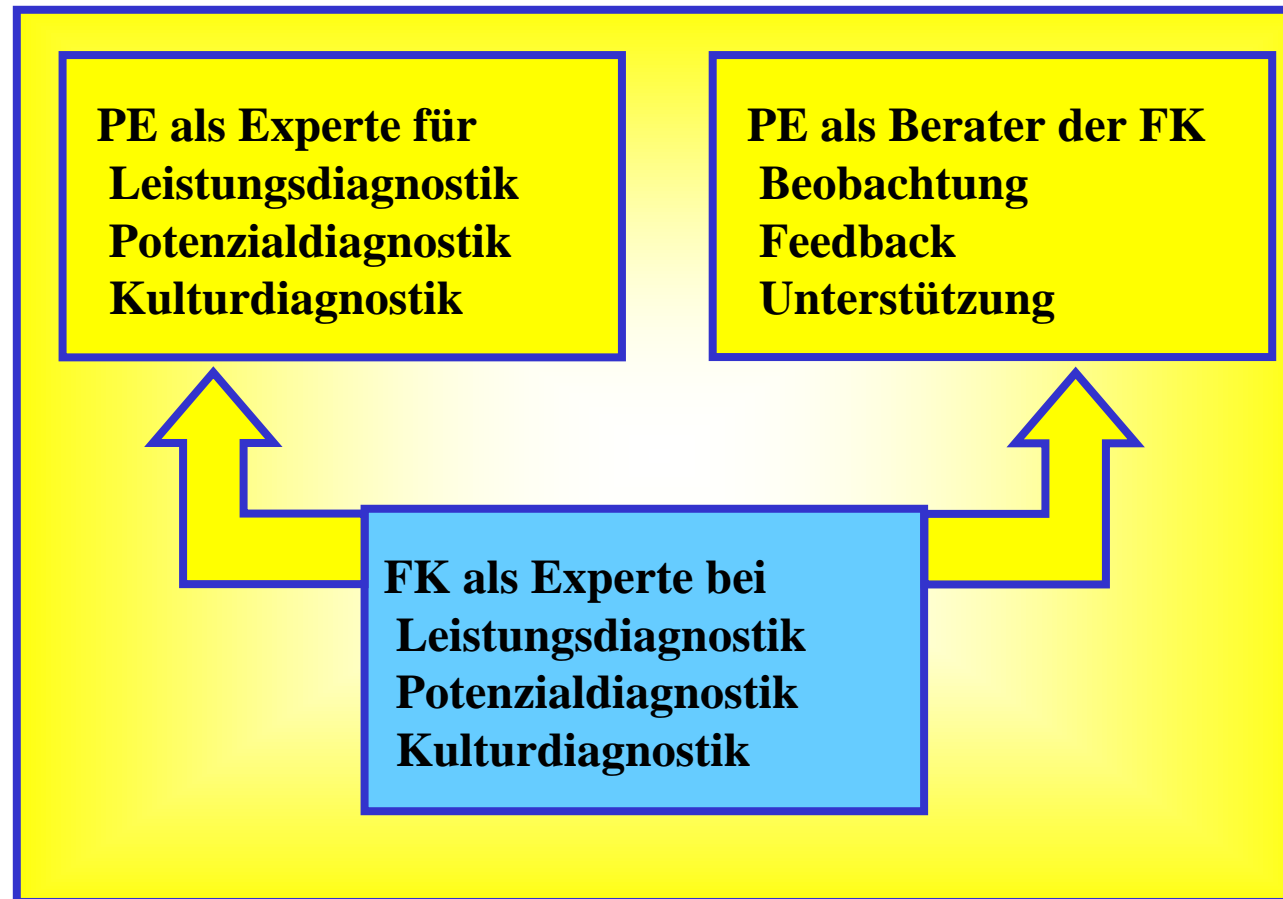 PE als Experte für
Leistungsdiagnostik
Potenzialdiagnostik
Kulturdiagnostik
PE als Berater der FK
Beobachtung
Feedback
Unterstützung
FK als Experte bei
Leistungsdiagnostik
Potenzialdiagnostik
Kulturdiagnostik